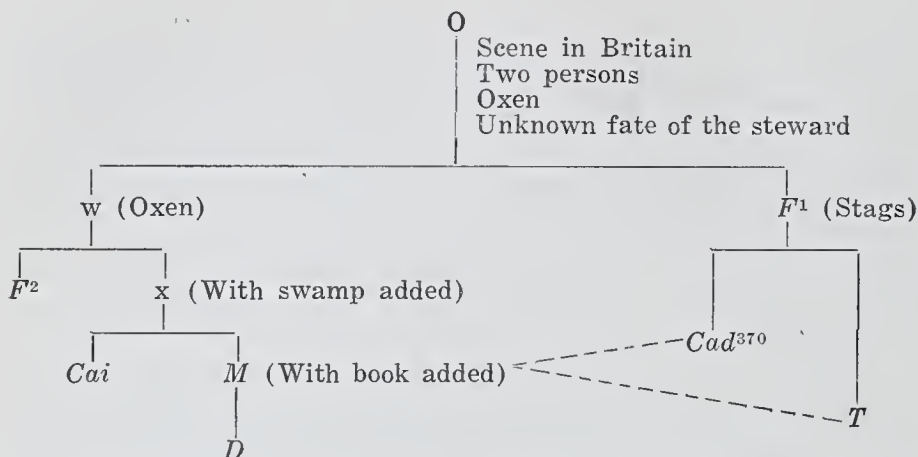 O
Scene in Britain
Two persons
Oxen
Unknown fate of the steward
w (Oxen)
F¹ (Stags)
F²
x (With swamp added)
Cad³⁷⁰
Cai
M (With book added)
T
D